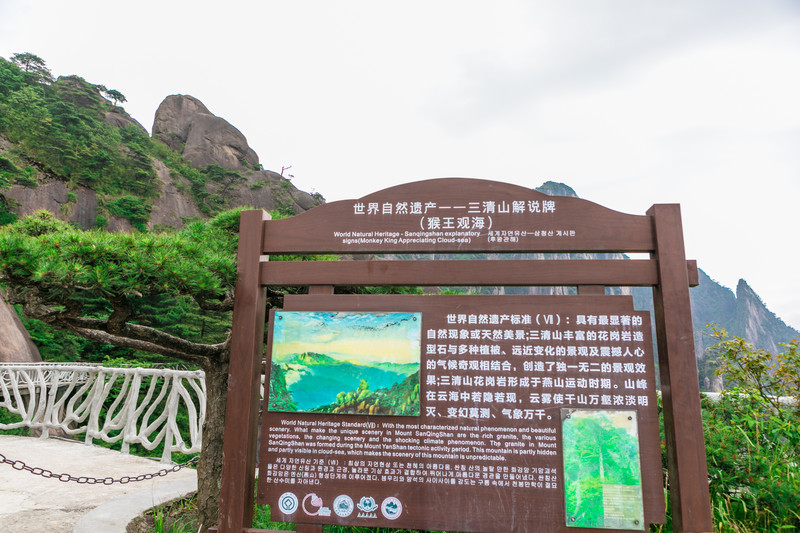 世界自然遗产——三清山解说牌
（猴王观海）
World Natural Heritage - Sanqingshan explanatory
signs(Monkey King Appreciating Cloud-sea)
세계자연유산—삼청산 게시판
(후왕관해)
世界自然遗产标准（Ⅶ）：具有最显著的
自然现象或天然美景;三清山丰富的花岗岩造
型石与多种植被、远近变化的景观及震撼人心
的气候奇观相结合，创造了独一无二的景观效
果;三清山花岗岩形成于燕山运动时期。山峰
在云海中若隐若现，云雾使千山万壑浓淡明
灭、变幻莫测、气象万千。
World Natural Heritage Standard(Ⅶ)：With the most characterized natural phenomenon and beautiful
scenery. What make the unique scenery in Mount SanQingShan are the rich granite, the various
vegetations, the changing scenery and the shocking climate phenomenon. The granite in Mount
SanQingShan was formed during the Mount YanShan tectonic activity period. This mountain is partly hidden
and partly visible in cloud-sea, which makes the scenery of this mountain is unpredictable.